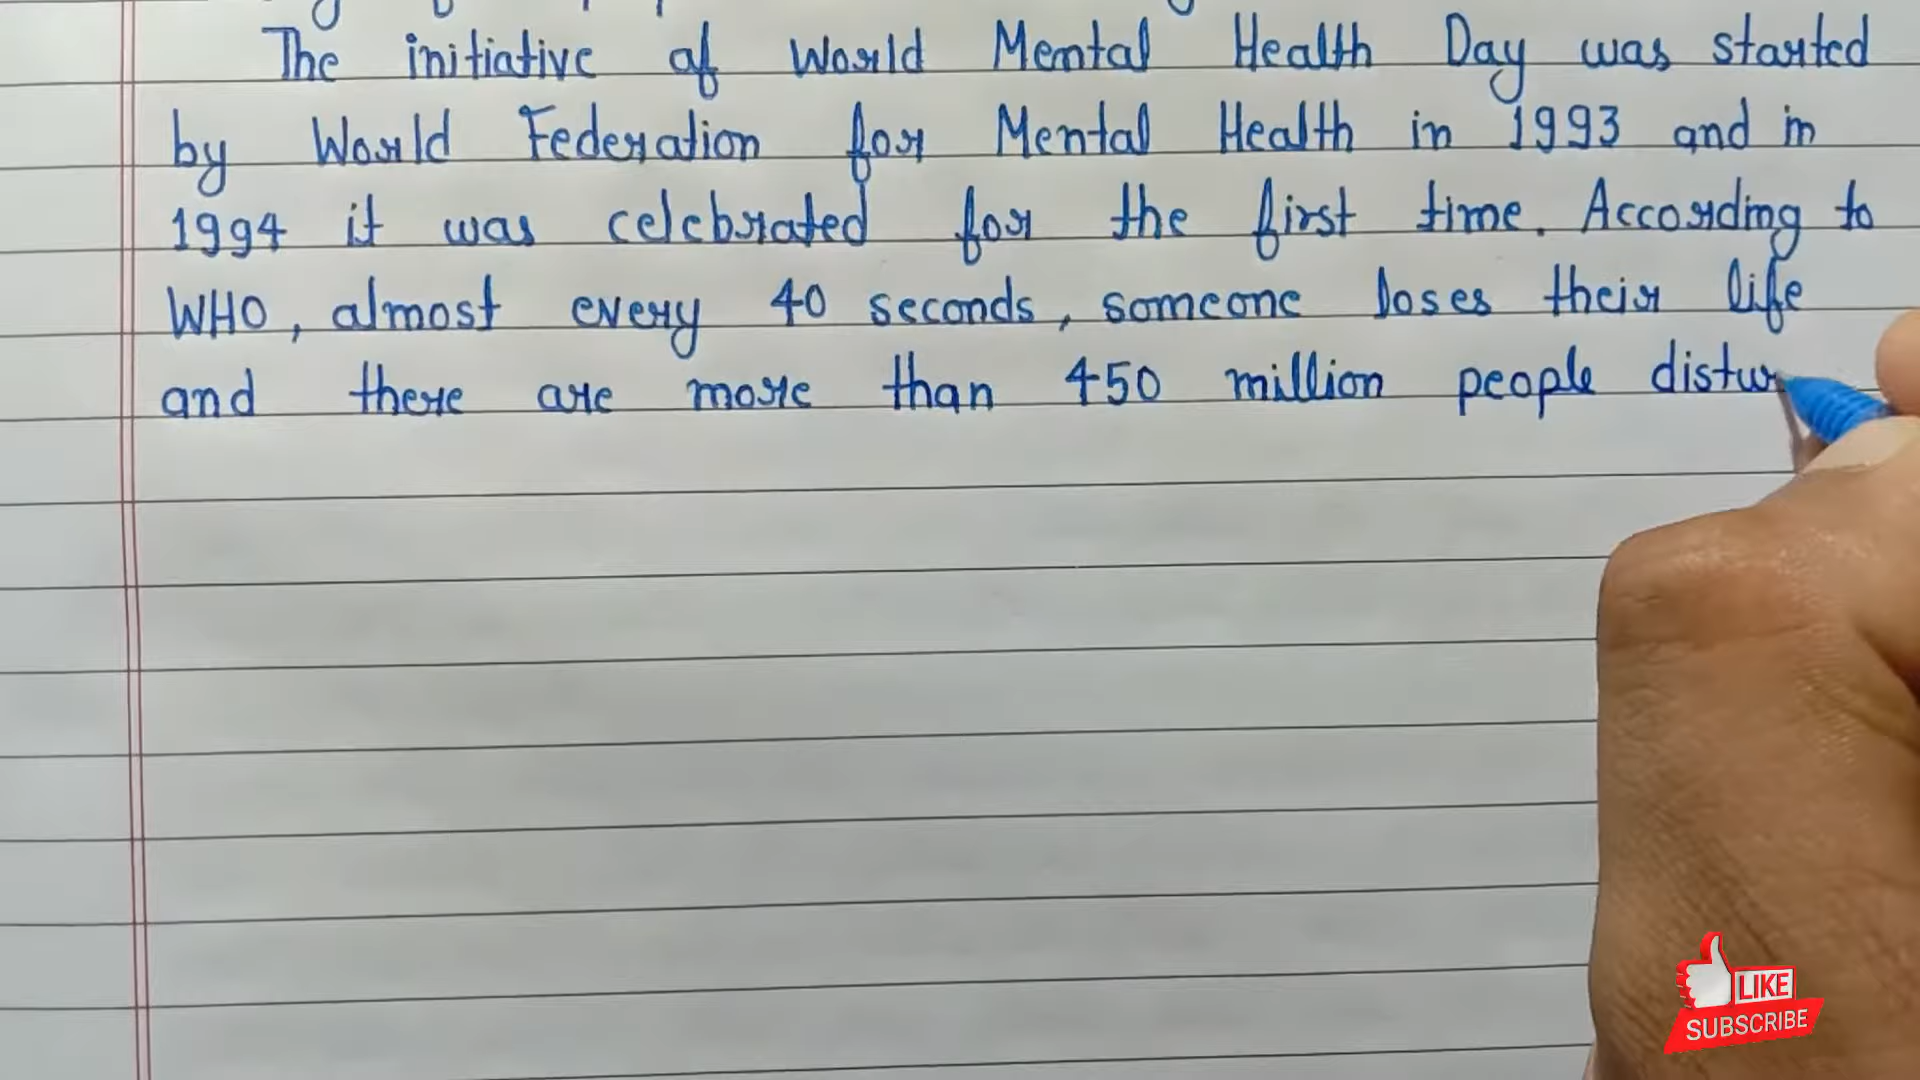 The initiative of World Mental Health Day was started
by World Federation for Mental Health in 1993 and in
1994 it was celebrated for the first time. According to
WHO, almost every 40 seconds, someone loses their life
and there are more than 450 million people distur
LIKE
SUBSCRIBE